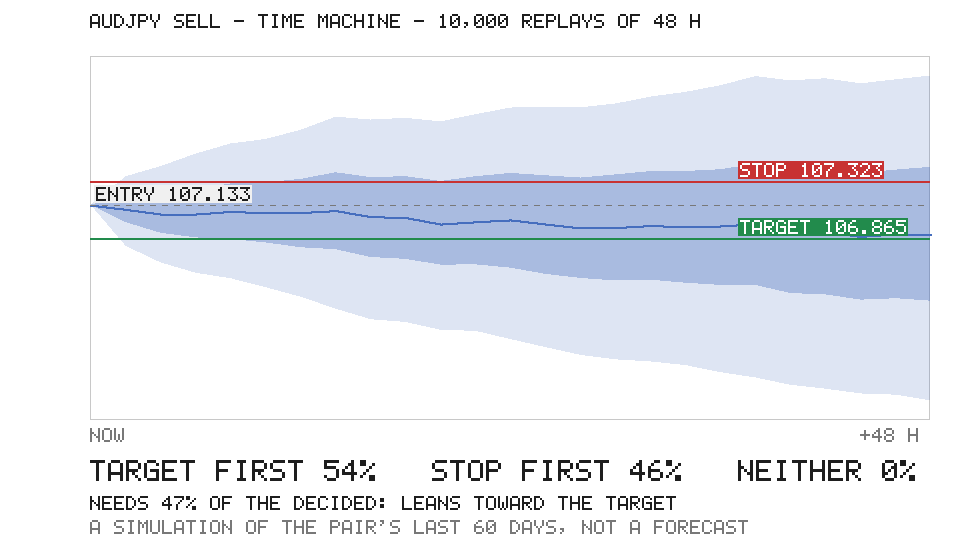 AUDJPY SELL - TIME MACHINE - 10,000 REPLAYS OF 48 H
STOP 107.323
ENTRY 107.133
TARGET 106.865
NOW
+48 H
TARGET FIRST 54% STOP FIRST 46% NEITHER 0%
NEEDS 47% OF THE DECIDED: LEANS TOWARD THE TARGET
A SIMULATION OF THE PAIR'S LAST 60 DAYS, NOT A FORECAST